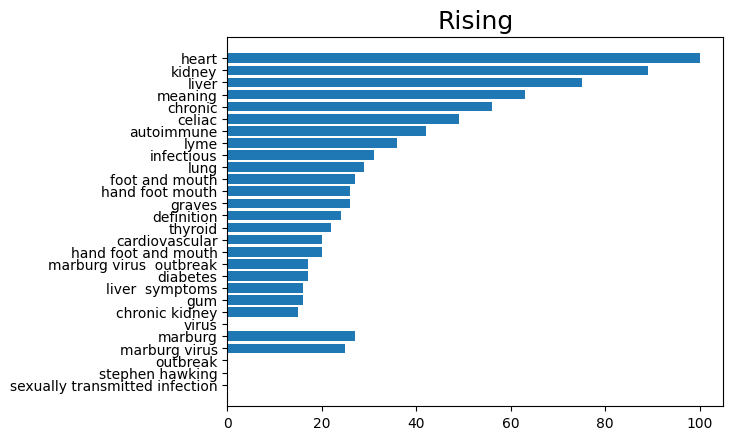 Rising
heart
kidney
liver
meaning
chronic
celiac
autoimmune
lyme
infectious
lung
foot and mouth
hand foot mouth
graves
definition
thyroid
cardiovascular
hand foot and mouth
marburg virus  outbreak
diabetes
liver  symptoms
gum
chronic kidney
virus
marburg
marburg virus
outbreak
stephen hawking
sexually transmitted infection
0 20 40 60 80 100